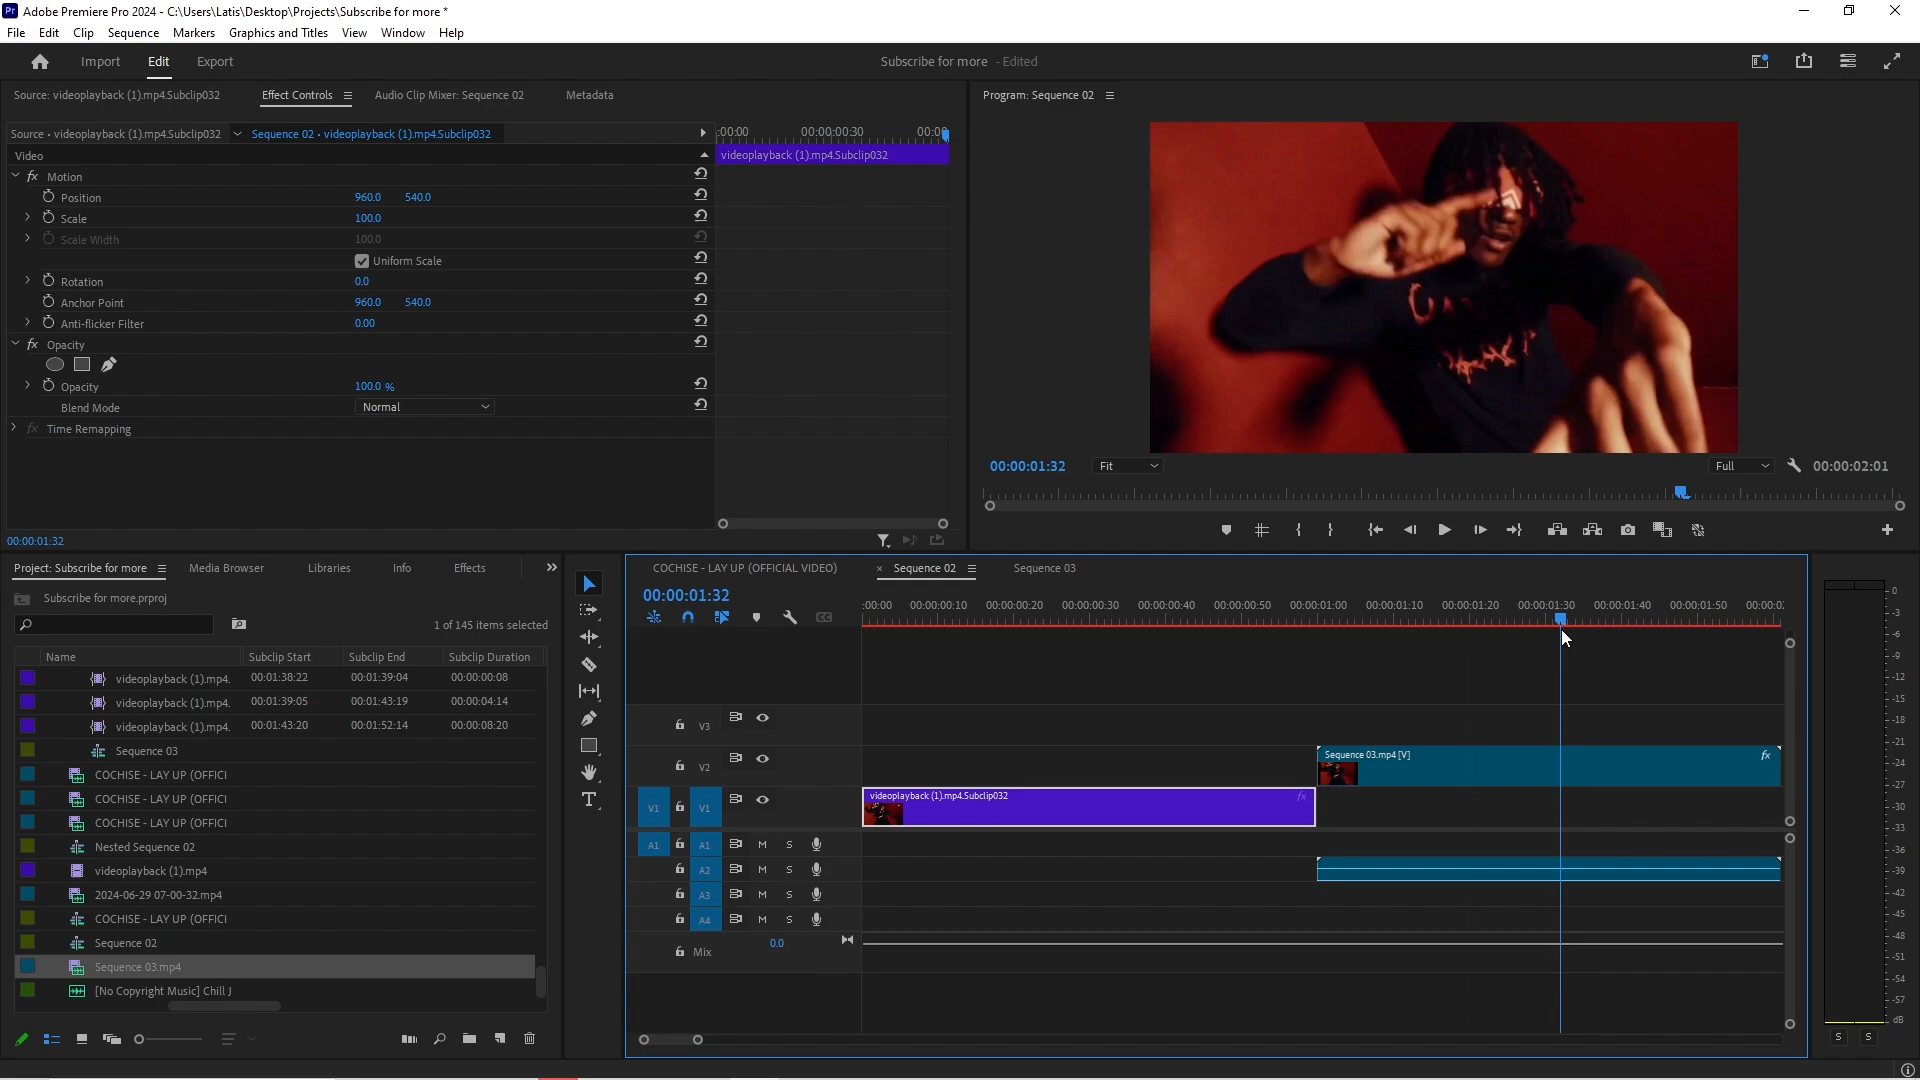 Adobe Premiere Pro 2024 - C:\Users\Latis\Desktop\Projects\Subscribe for more *
File Edit Clip Sequence Markers Graphics and Titles View Window Help
Import Edit Export Subscribe for more - Edited
Source: videoplayback (1).mp4.Subclip032 Effect Controls Audio Clip Mixer: Sequence 02 Metadata
Program: Sequence 02
Source • videoplayback (1).mp4.Subclip032 Sequence 02 • videoplayback (1).mp4.Subclip032 :00:00 00:00:00:30 00:00
Video videoplayback (1).mp4.Subclip032
fx Motion
Position 960.0 540.0
Scale 100.0
Scale Width 100.0
Uniform Scale
Rotation 0.0
Anchor Point 960.0 540.0
Anti-flicker Filter 0.00
fx Opacity
Opacity 100.0 %
Blend Mode Normal
fx Time Remapping
00:00:01:32
00:00:01:32 Fit Full 00:00:02:01
Project: Subscribe for more Media Browser Libraries Info Effects
Subscribe for more.prproj
1 of 145 items selected
Name Subclip Start Subclip End Subclip Duration
videoplayback (1).mp4. 00:01:38:22 00:01:39:04 00:00:00:08
videoplayback (1).mp4. 00:01:39:05 00:01:43:19 00:00:04:14
videoplayback (1).mp4. 00:01:43:20 00:01:52:14 00:00:08:20
Sequence 03
COCHISE - LAY UP (OFFICI
COCHISE - LAY UP (OFFICI
COCHISE - LAY UP (OFFICI
Nested Sequence 02
videoplayback (1).mp4
2024-06-29 07-00-32.mp4
COCHISE - LAY UP (OFFICI
Sequence 02
Sequence 03.mp4
[No Copyright Music] Chill J
COCHISE - LAY UP (OFFICIAL VIDEO) × Sequence 02 Sequence 03
00:00:01:32
:00:00 00:00:00:10 00:00:00:20 00:00:00:30 00:00:00:40 00:00:00:50 00:00:01:00 00:00:01:10 00:00:01:20 00:00:01:30 00:00:01:40 00:00:01:50 00:00:0
V3
V2 Sequence 03.mp4 [V] fx
V1 V1 videoplayback (1).mp4.Subclip032 fx
A1 A1 M S
A2 M S
A3 M S
A4 M S
Mix 0.0
0
-3
-6
-9
-12
-15
-18
-21
-24
-27
-30
-33
-36
-39
-42
-45
-48
-51
-54
-57
dB
S S